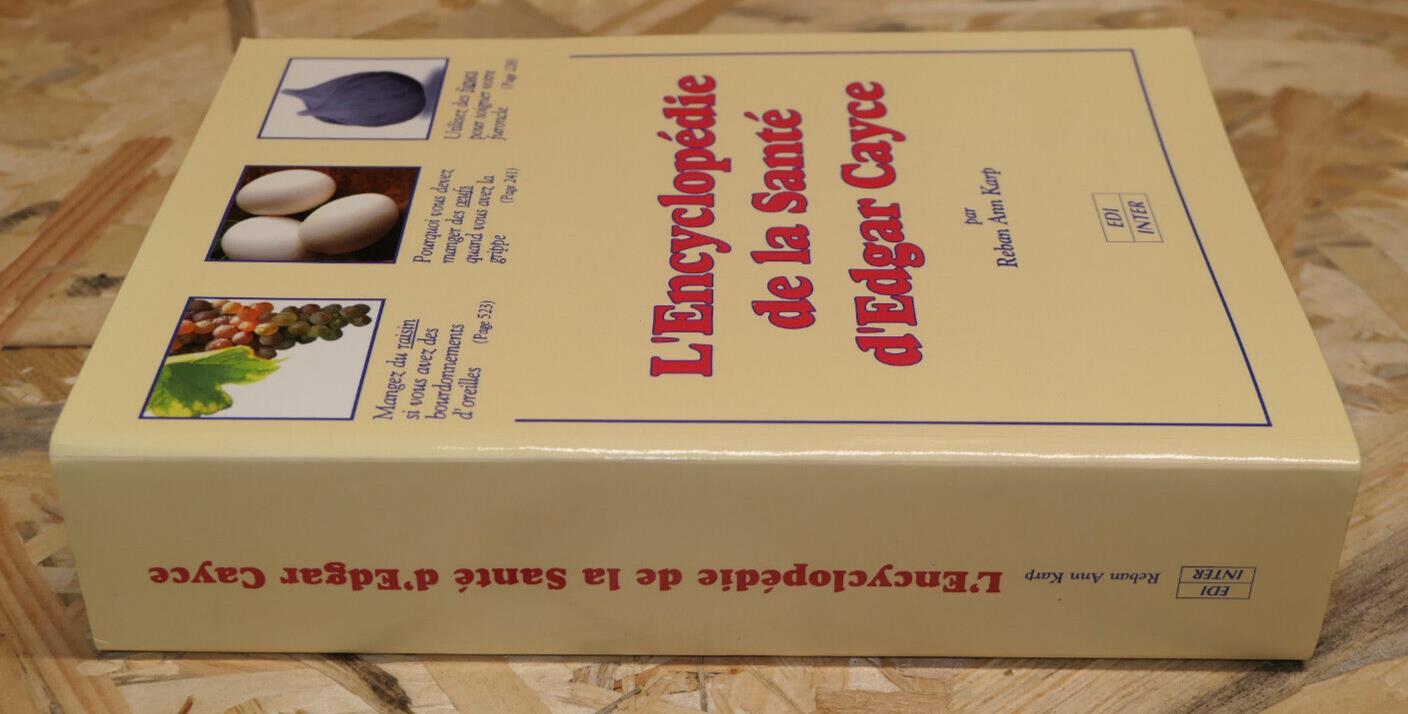 Mangez du raisin
si vous avez des
bourdonnements
d'oreilles
(Page 523)
Pourquoi vous devez
manger des œufs
quand vous avez la
grippe
(Page 241)
Utilisez des figues
pour soigner votre
furoncle
(Page
L'Encyclopédie
de la Santé
d'Edgar Cayce
par
Reban Ann Karp
EDI
INTER
L'Encyclopédie de la Santé d'Edgar Cayce
Reban Ann Karp
EDI
INTER